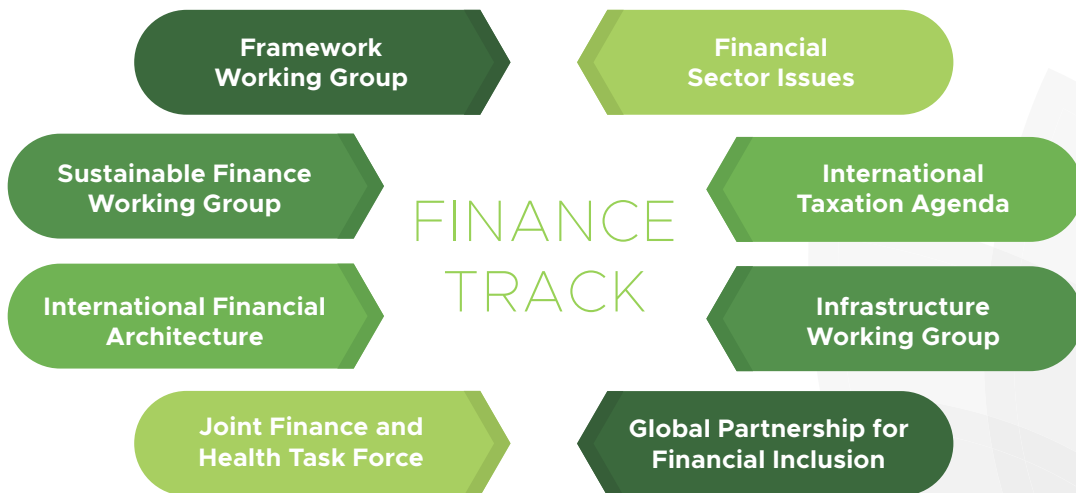 Framework
Working Group
Financial
Sector Issues
Sustainable Finance
Working Group
International
Taxation Agenda
FINANCE
TRACK
International Financial
Architecture
Infrastructure
Working Group
Joint Finance and
Health Task Force
Global Partnership for
Financial Inclusion